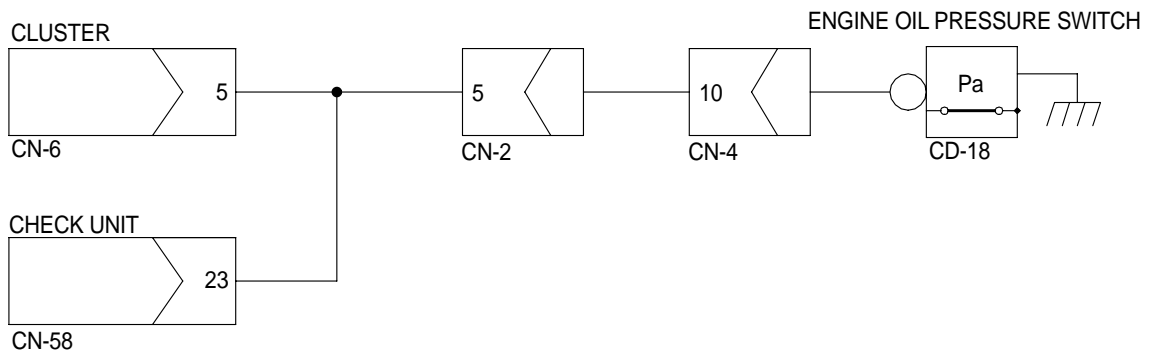 ENGINE OIL PRESSURE SWITCH
CLUSTER
5
5
10
Pa
CN-6
CN-2
CN-4
CD-18
CHECK UNIT
23
CN-58